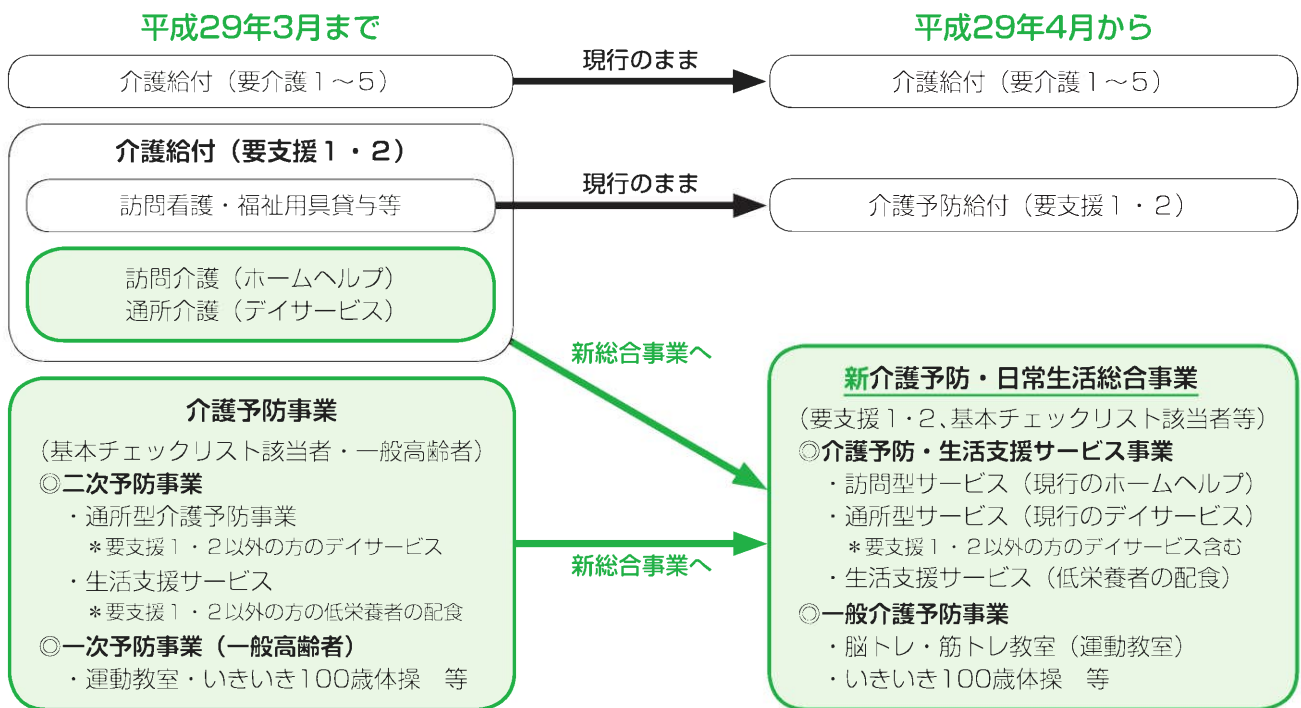 平成29年3月まで
介護給付（要介護１～５）
介護給付（要支援１・２）
訪問看護・福祉用具貸与等
訪問介護（ホームヘルプ）
通所介護（デイサービス）
介護予防事業
（基本チェックリスト該当者・一般高齢者）
◎二次予防事業
・通所型介護予防事業
＊要支援１・２以外の方のデイサービス
・生活支援サービス
＊要支援１・２以外の方の低栄養者の配食
◎一次予防事業（一般高齢者）
・運動教室・いきいき100歳体操　等
現行のまま
現行のまま
新総合事業へ
新総合事業へ
平成29年4月から
介護給付（要介護１～５）
介護予防給付（要支援１・２）
新介護予防・日常生活総合事業
（要支援１・２、基本チェックリスト該当者等）
◎介護予防・生活支援サービス事業
・訪問型サービス（現行のホームヘルプ）
・通所型サービス（現行のデイサービス）
＊要支援１・２以外の方のデイサービス含む
・生活支援サービス（低栄養者の配食）
◎一般介護予防事業
・脳トレ・筋トレ教室（運動教室）
・いきいき100歳体操　等